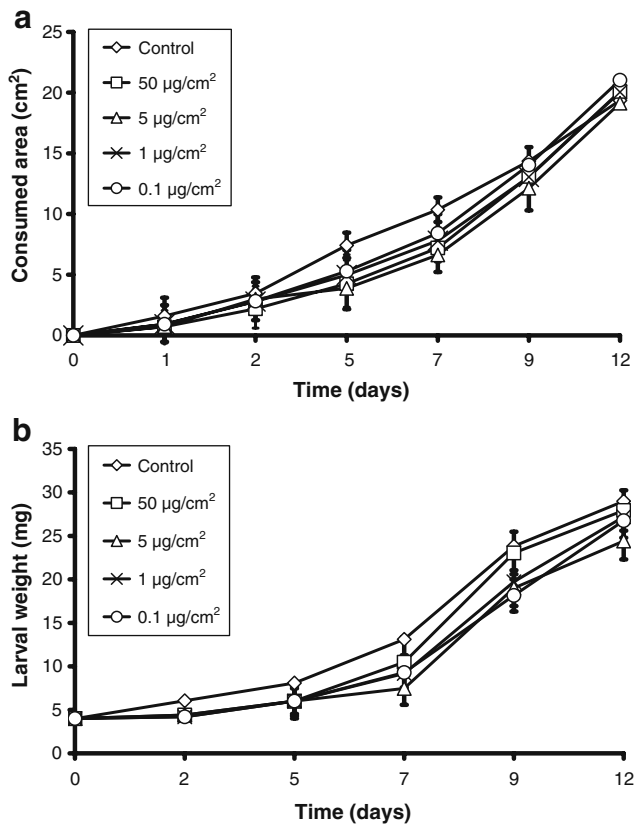 a
25
20
15
10
5
0
Consumed area (cm²)
Control
50 µg/cm²
5 µg/cm²
1 µg/cm²
0.1 µg/cm²
0 1 2 5 7 9 12
Time (days)
b
35
30
25
20
15
10
5
0
Larval weight (mg)
Control
50 µg/cm²
5 µg/cm²
1 µg/cm²
0.1 µg/cm²
0 2 5 7 9 12
Time (days)